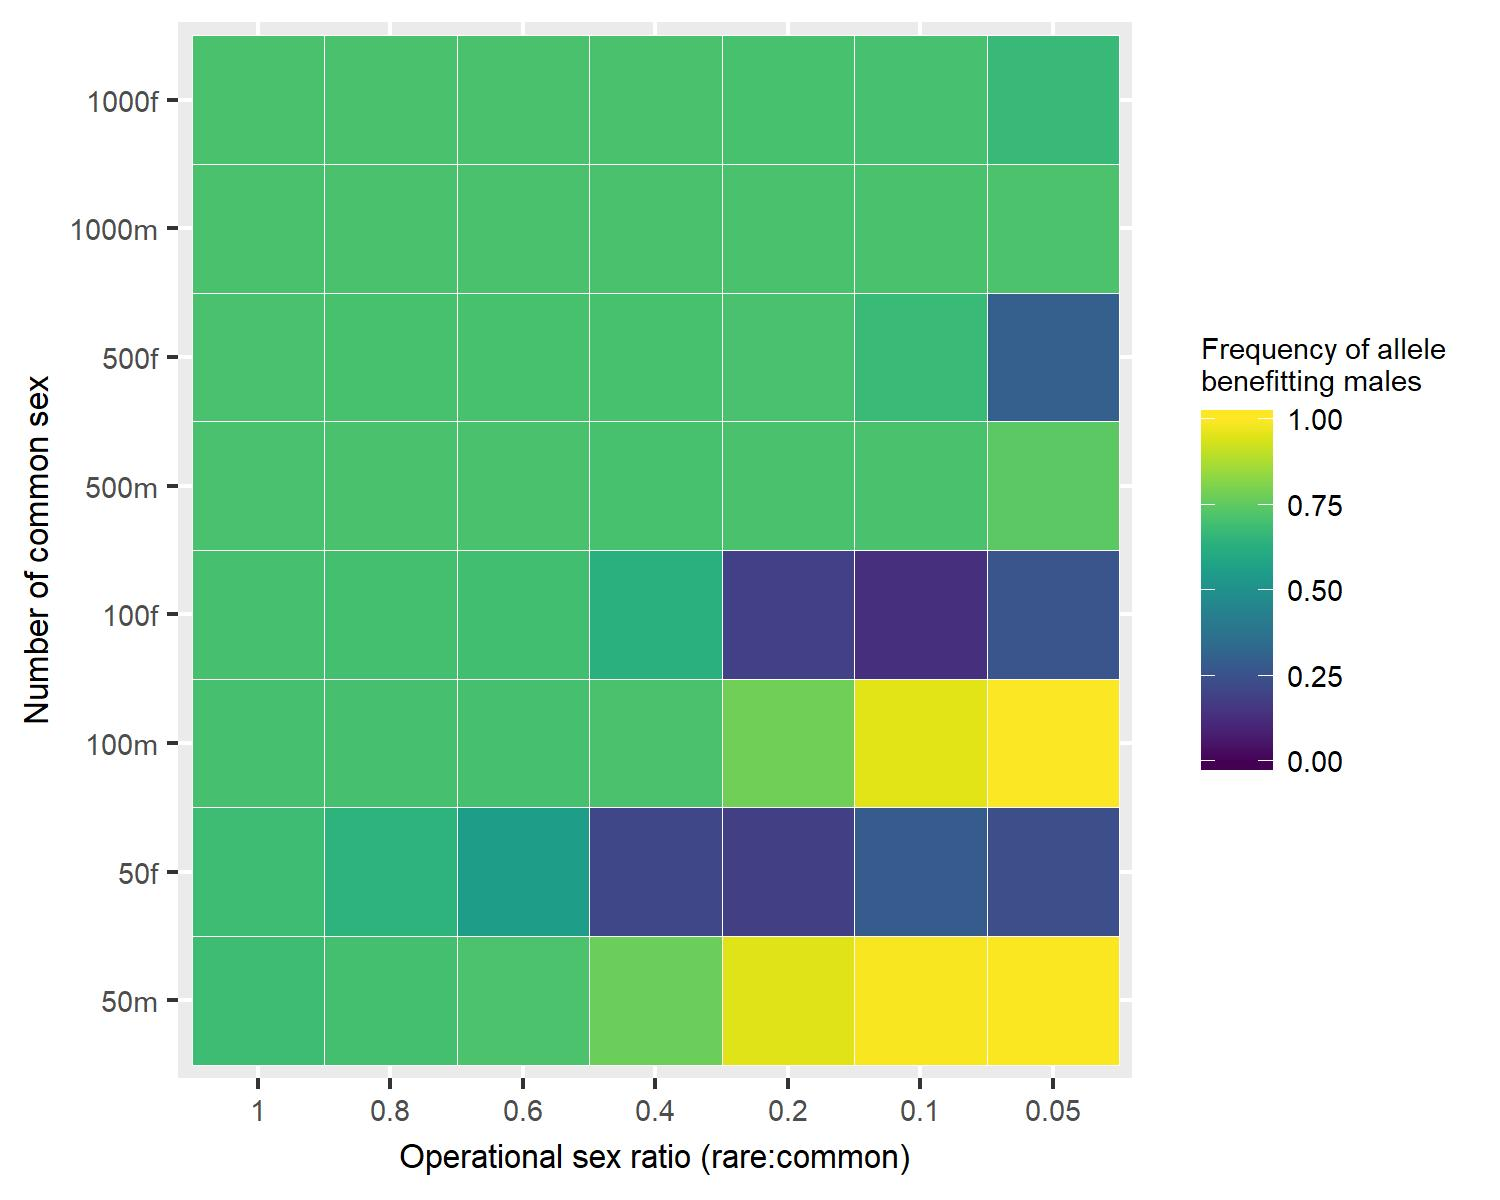 1000f
1000m
500f
500m
100f
100m
50f
50m
Number of common sex
1 0.8 0.6 0.4 0.2 0.1 0.05
Operational sex ratio (rare:common)
Frequency of allele
benefitting males
1.00
0.75
0.50
0.25
0.00